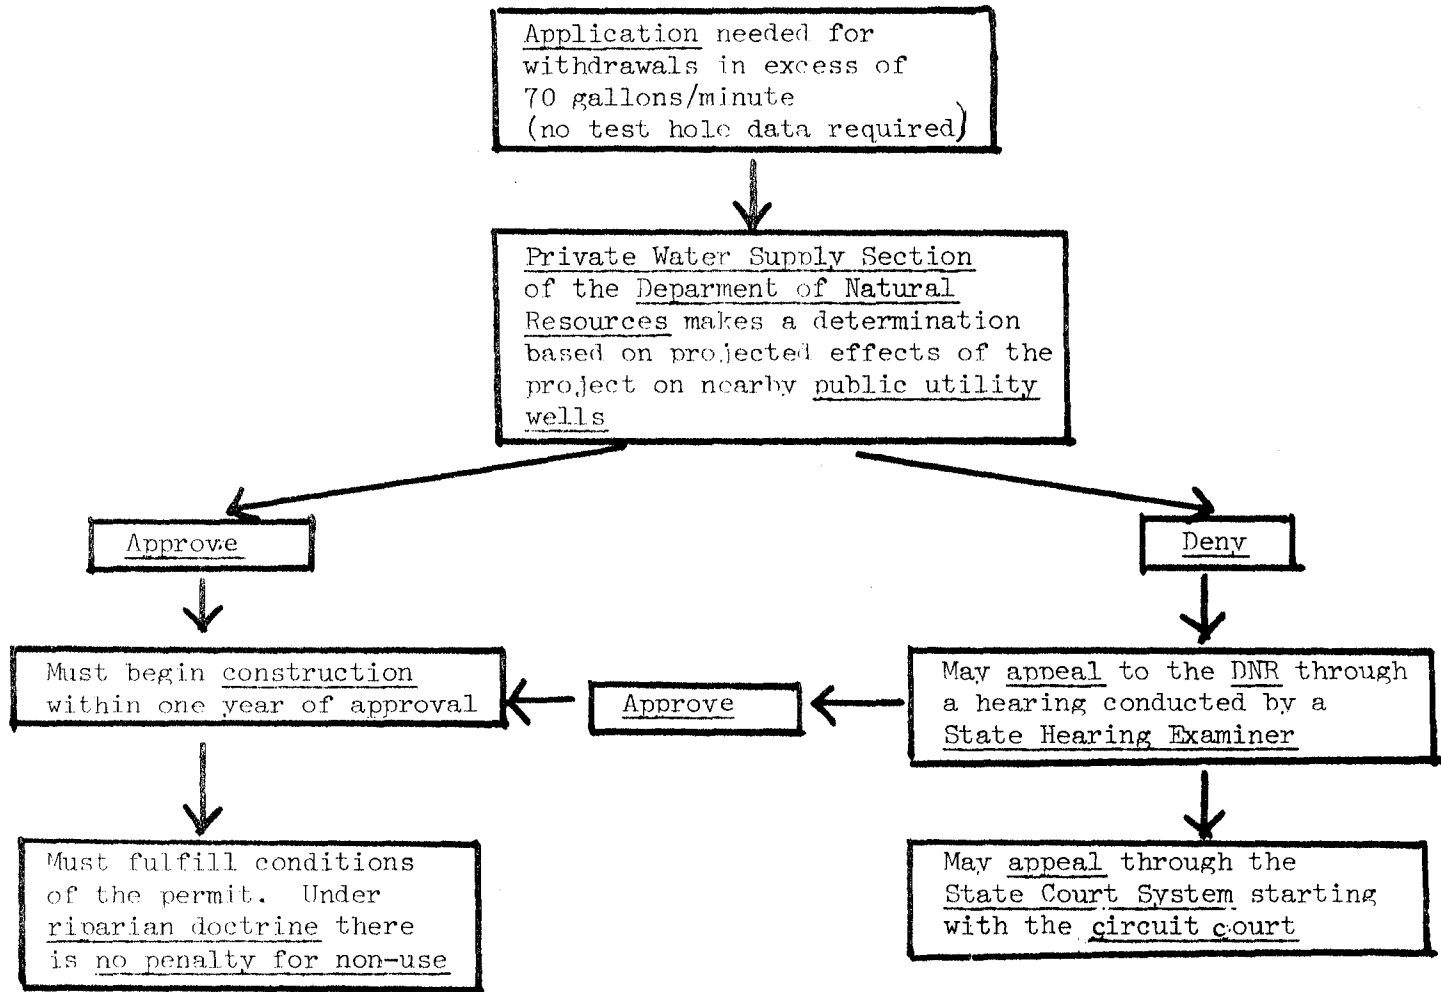 Application needed for
withdrawals in excess of
70 gallons/minute
(no test hole data required)
Private Water Supply Section
of the Deparment of Natural
Resources makes a determination
based on projected effects of the
project on nearby public utility
wells
Approve
Deny
Must begin construction
within one year of approval
Approve
May appeal to the DNR through
a hearing conducted by a
State Hearing Examiner
Must fulfill conditions
of the permit. Under
riparian doctrine there
is no penalty for non-use
May appeal through the
State Court System starting
with the circuit court